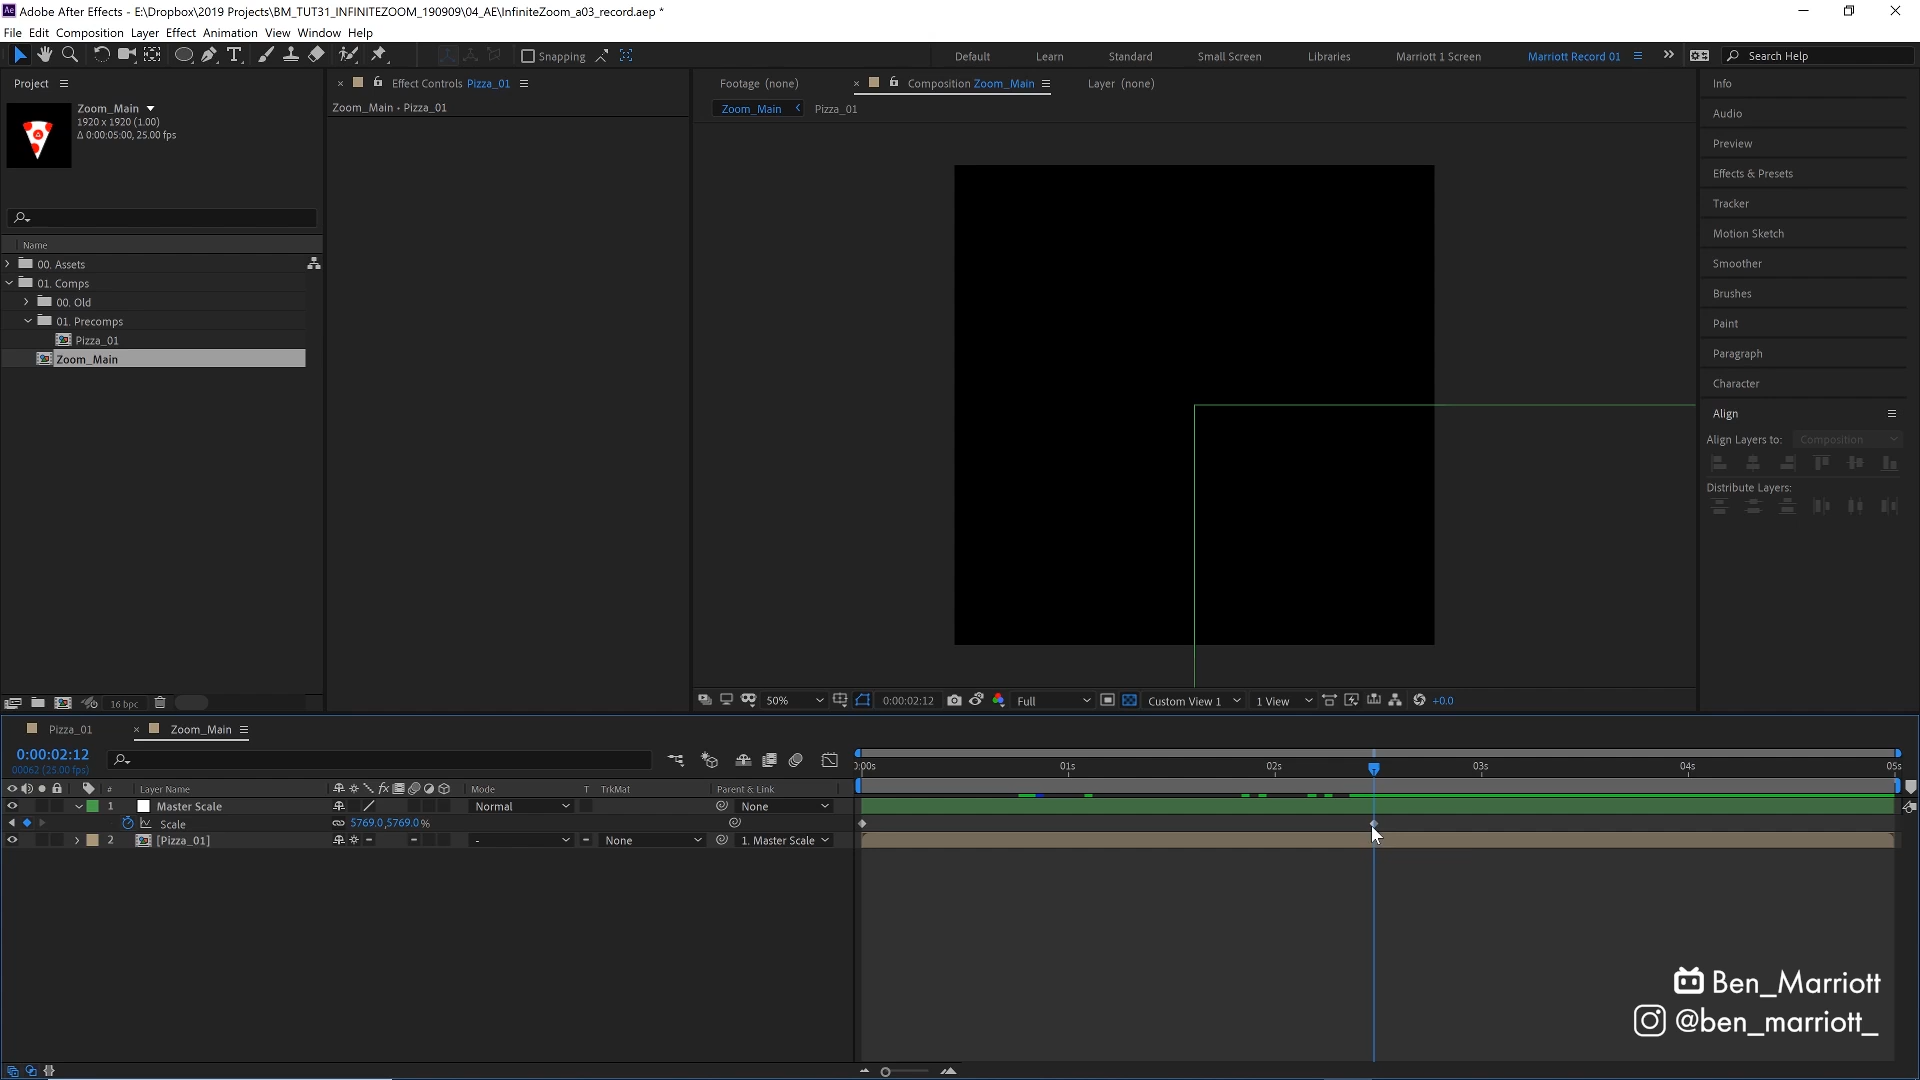 Ae Adobe After Effects - E:\Dropbox\2019 Projects\BM_TUT31_INFINITEZOOM_190909\04_AE\InfiniteZoom_a03_record.aep *
File Edit Composition Layer Effect Animation View Window Help
Snapping
Default Learn Standard Small Screen Libraries Marriott 1 Screen Marriott Record 01 Search Help
Project
Zoom_Main
1920 x 1920 (1.00)
Δ 0:00:05:00, 25.00 fps
Name
00. Assets
01. Comps
00. Old
01. Precomps
Pizza_01
Zoom_Main
16 bpc
Effect Controls Pizza_01
Zoom_Main • Pizza_01
Footage (none) Composition Zoom_Main Layer (none)
Zoom_Main Pizza_01
50% 0:00:02:12 Full Custom View 1 1 View +0.0
Info
Audio
Preview
Effects & Presets
Tracker
Motion Sketch
Smoother
Brushes
Paint
Paragraph
Character
Align
Align Layers to: Composition
Distribute Layers:
Pizza_01 Zoom_Main
0:00:02:12
00062 (25.00 fps)
:00s 01s 02s 03s 04s 05s
# Layer Name Mode T TrkMat Parent & Link
1 Master Scale Normal None
Scale 5769.0,5769.0%
2 [Pizza_01] - None 1. Master Scale
Ben_Marriott
@ben_marriott_